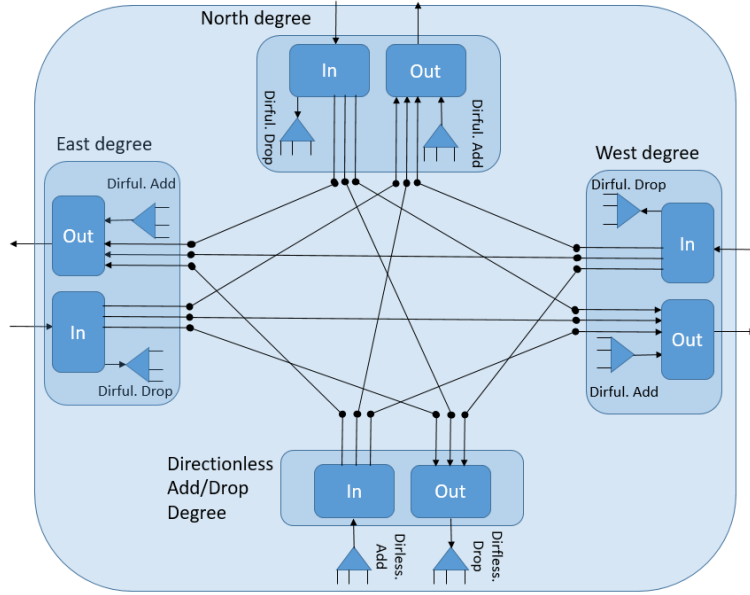 North degree
In
Out
Dirful. Drop
Dirful. Add
East degree
Dirful. Add
Out
In
Dirful. Drop
West degree
Dirful. Drop
In
Out
Dirful. Add
Directionless
Add/Drop
Degree
In
Out
Dirless.
Add
Dirfless.
Drop